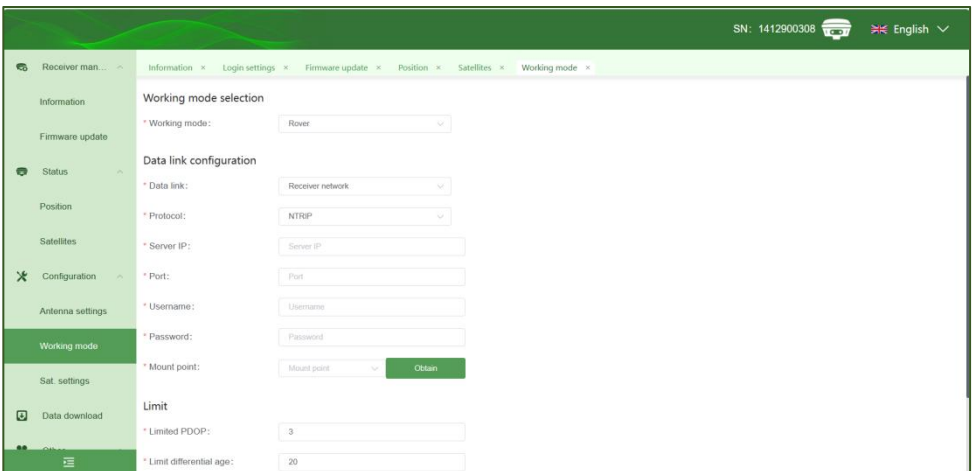 SN: 1412900308 English
Receiver man...
Information
Firmware update
Status
Position
Satellites
Configuration
Antenna settings
Working mode
Sat. settings
Data download
Information × Login settings × Firmware update × Position × Satellites × Working mode ×
Working mode selection
* Working mode: Rover
Data link configuration
* Data link: Receiver network
* Protocol: NTRIP
* Server IP: Server IP
* Port: Port
* Username: Username
* Password: Password
* Mount point: Mount point Obtain
Limit
* Limited PDOP: 3
* Limit differential age: 20